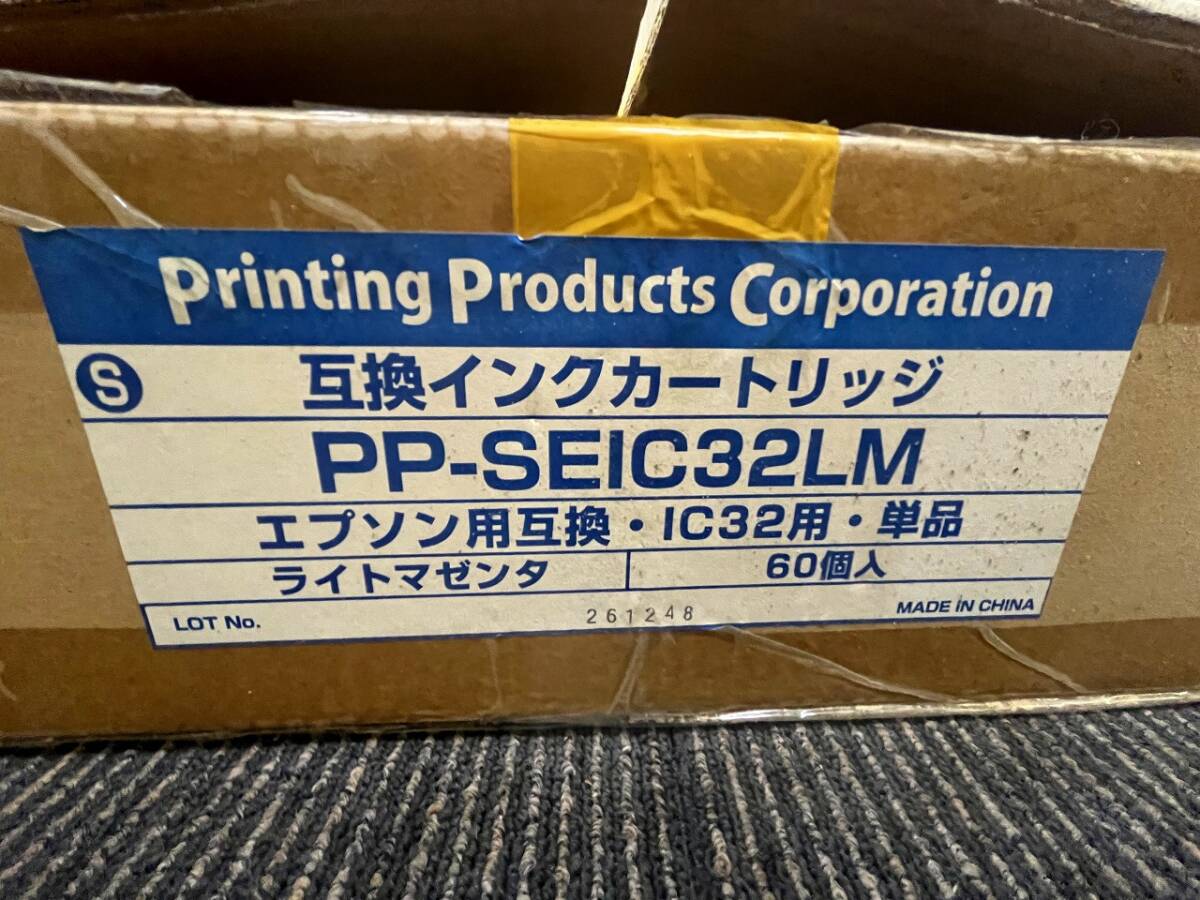 Printing Products Corporation
S 互換インクカートリッジ
PP-SEIC32LM
エプソン用互換・IC32用・単品
ライトマゼンタ 60個入
LOT No. 261248 MADE IN CHINA